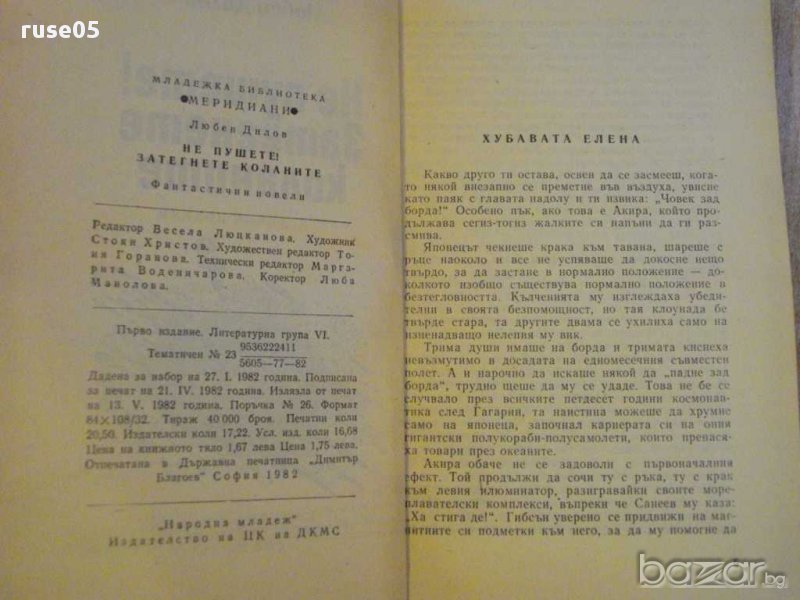 ruse05
МЛАДЕЖКА БИБЛИОТЕКА
●МЕРИДИАНИ●
Любен Дилов
НЕ ПУШЕТЕ!
ЗАТЕГНЕТЕ КОЛАНИТЕ
Фантастични новели
Редактор Весела Люцканова. Художник
Стоян Христов. Художествен редактор То-
ня Горанова. Технически редактор Марга-
рита Воденичарова. Коректор Люба
Манолова.
Първо издание. Литературна група VI.
Тематичен № 23 9536222411
5605—77—82
Дадена за набор на 27. I. 1982 година. Подписана
за печат на 21. IV. 1982 година. Излязла от печат
на 13. V. 1982 година. Поръчка № 26. Формат
84×108/32. Тираж 40 000 броя. Печатни коли
20,50. Издателски коли 17,22. Усл. изд. коли 16,68
Цена на книжното тяло 1,67 лева Цена 1,75 лева.
Отпечатана в Държавна печатница „Димитър
Благоев“ София 1982
„Народна младеж“
Издателство на ЦК на ДКМС
ХУБАВАТА ЕЛЕНА
Какво друго ти остава, освен да се засмееш, кога-
то някой внезапно се преметне във въздуха, увисне
като паяк с главата надолу и ти извика: „Човек зад
борда!“ Особено пък, ако това е Акира, който про-
дължава сегиз-тогиз жалките си напъни да ги раз-
смива.
Японецът чекнеше крака към тавана, шареше с
ръце наоколо и все не успяваше да докосне нещо
твърдо, за да застане в нормално положение — до-
колкото изобщо съществува нормално положение в
безтегловността. Кълченията му изглеждаха убеди-
телни в своята безпомощност, но тая клоунада бе
твърде стара, та другите двама се ухилиха само на
изненадващо нелепия му вик.
Трима души имаше на борда и тримата киснеха
невъзмутимо в досадата на едномесечния съвместен
полет. А и нарочно да искаше някой да „падне зад
борда“, трудно щеше да му се удаде. Това не бе се
случвало през всичките петдесет години космонав-
тика след Гагарин, та наистина можеше да хрумне
само на японеца, започнал кариерата си на ония
гигантски полукораби-полусамолети, които пренася-
ха товари през океаните.
Акира обаче не се задоволи с първоначалния
ефект. Той продължи да сочи ту с ръка, ту с крак
към левия илюминатор, разигравайки своите море-
плавателски комплекси, въпреки че Санеев му каза:
„Ха стига де!“. Гибсън уверено се придвижи на маг-
нитните си подметки към него, за да му помогне да
bazar.bg